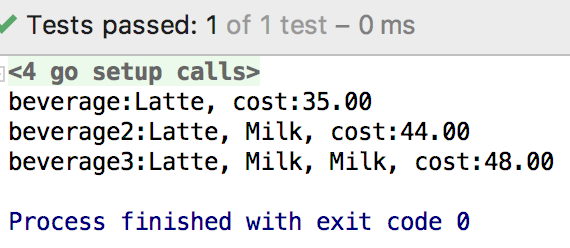 Tests passed: 1 of 1 test – 0 ms
<4 go setup calls>
beverage:Latte, cost:35.00
beverage2:Latte, Milk, cost:44.00
beverage3:Latte, Milk, Milk, cost:48.00
Process finished with exit code 0